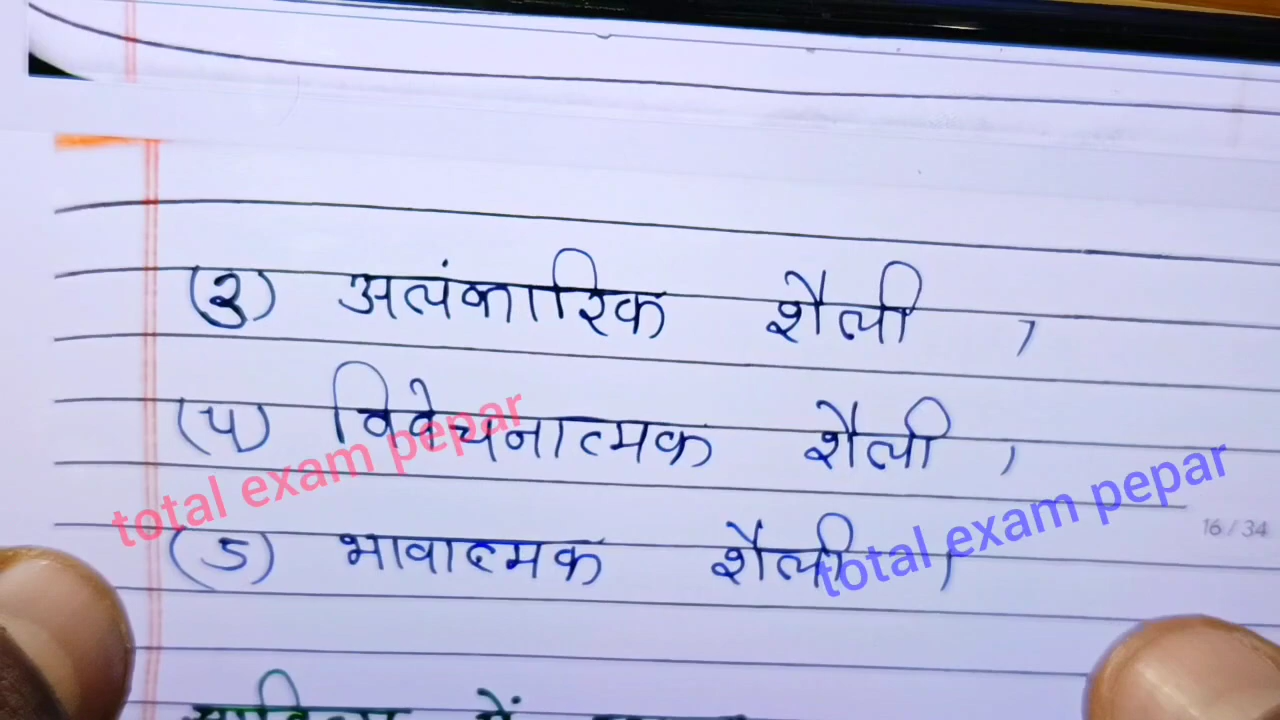 (3) अलंकारिक शैली ,
(4) विवेचनात्मक शैली ,
(5) भावात्मक शैली ,
total exam pepar
total exam pepar
16 / 34
साहित्य में